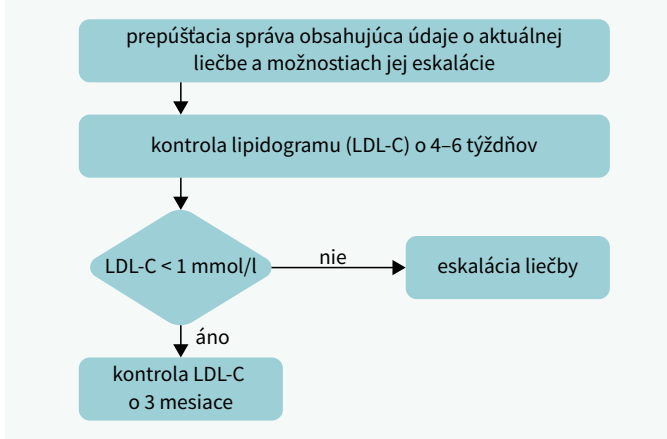 prepúšťacia správa obsahujúca údaje o aktuálnej
liečbe a možnostiach jej eskalácie
kontrola lipidogramu (LDL-C) o 4–6 týždňov
LDL-C < 1 mmol/l
nie
eskalácia liečby
áno
kontrola LDL-C
o 3 mesiace